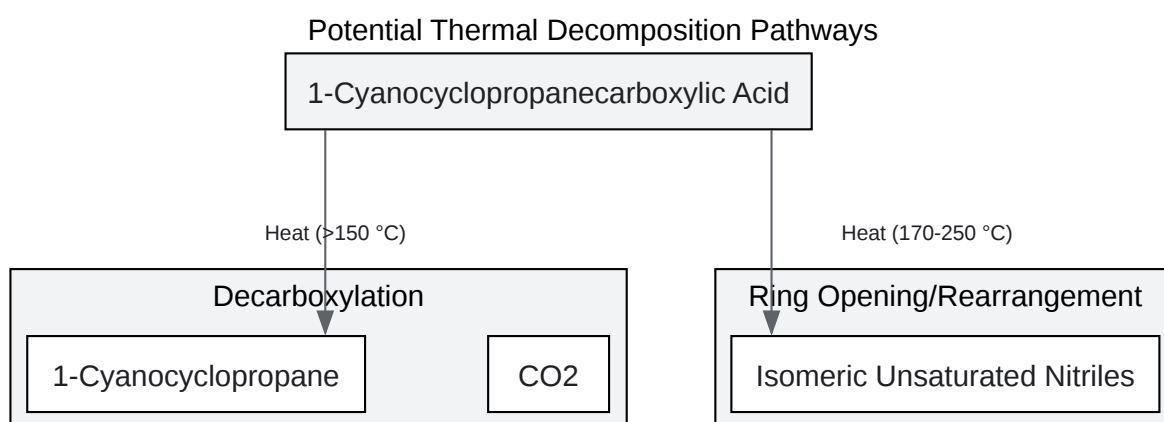 Potential Thermal Decomposition Pathways
1-Cyanocyclopropanecarboxylic Acid
Heat (>150 °C)
Heat (170-250 °C)
Decarboxylation
Ring Opening/Rearrangement
1-Cyanocyclopropane
CO2
Isomeric Unsaturated Nitriles